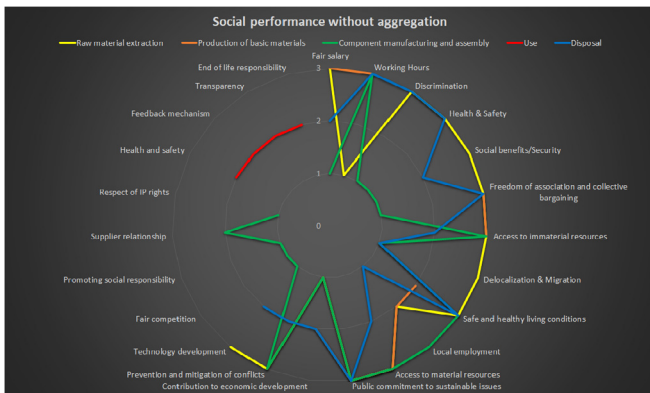 Social performance without aggregation
Raw material extraction
Production of basic materials
Component manufacturing and assembly
Use
Disposal
Fair salary
Working Hours
Discrimination
Health & Safety
Social benefits/Security
Freedom of association and collective
bargaining
Access to immaterial resources
Delocalization & Migration
Safe and healthy living conditions
Local employment
Access to material resources
Public commitment to sustainable issues
Contribution to economic development
Prevention and mitigation of conflicts
Technology development
Fair competition
Promoting social responsibility
Supplier relationship
Respect of IP rights
Health and safety
Feedback mechanism
Transparency
End of life responsibility
3
2
1
0